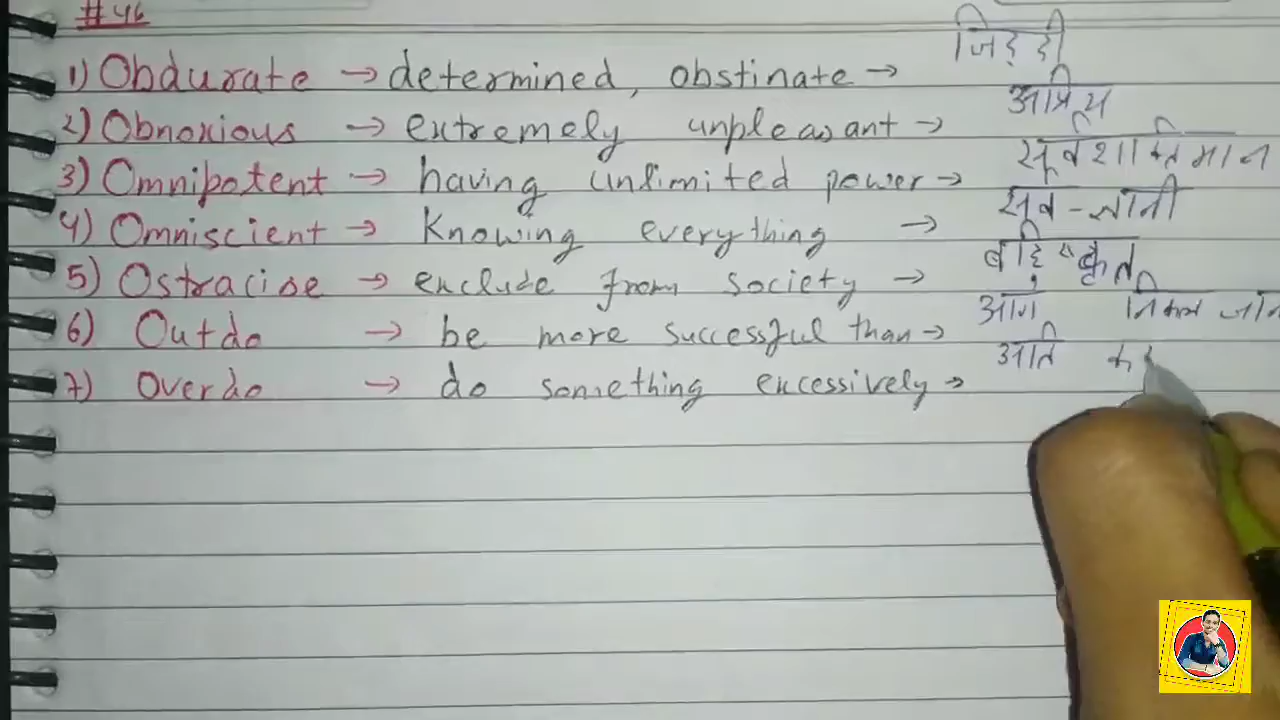 #46
1) Obdurate → determined, obstinate → जिद्दी
2) Obnoxious → extremely unpleasant → अप्रिय
3) Omnipotent → having unlimited power → सर्वशक्तिमान
4) Omniscient → Knowing everything → सर्व-ज्ञानी
5) Ostracise → exclude from society → बहिष्कृत
6) Outdo → be more successful than → आगे निकल जान
7) Overdo → do something excessively → अति